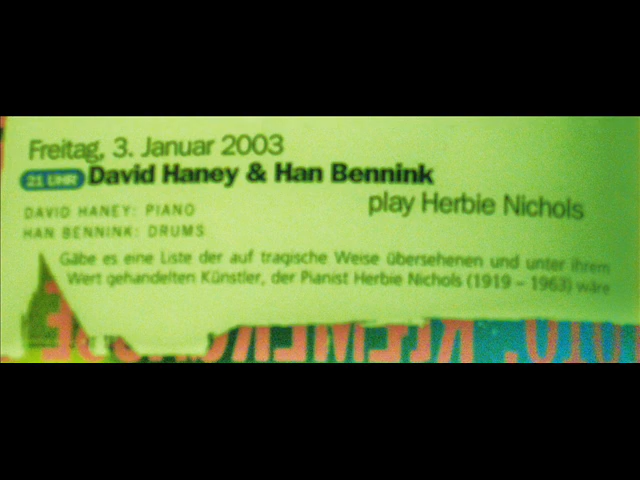 Freitag, 3. Januar 2003
21 UHR David Haney & Han Bennink
play Herbie Nichols
DAVID HANEY: PIANO
HAN BENNINK: DRUMS
Gäbe es eine Liste der auf tragische Weise übersehenen und unter ihrem
Wert gehandelten Künstler, der Pianist Herbie Nichols (1919 – 1963) wäre